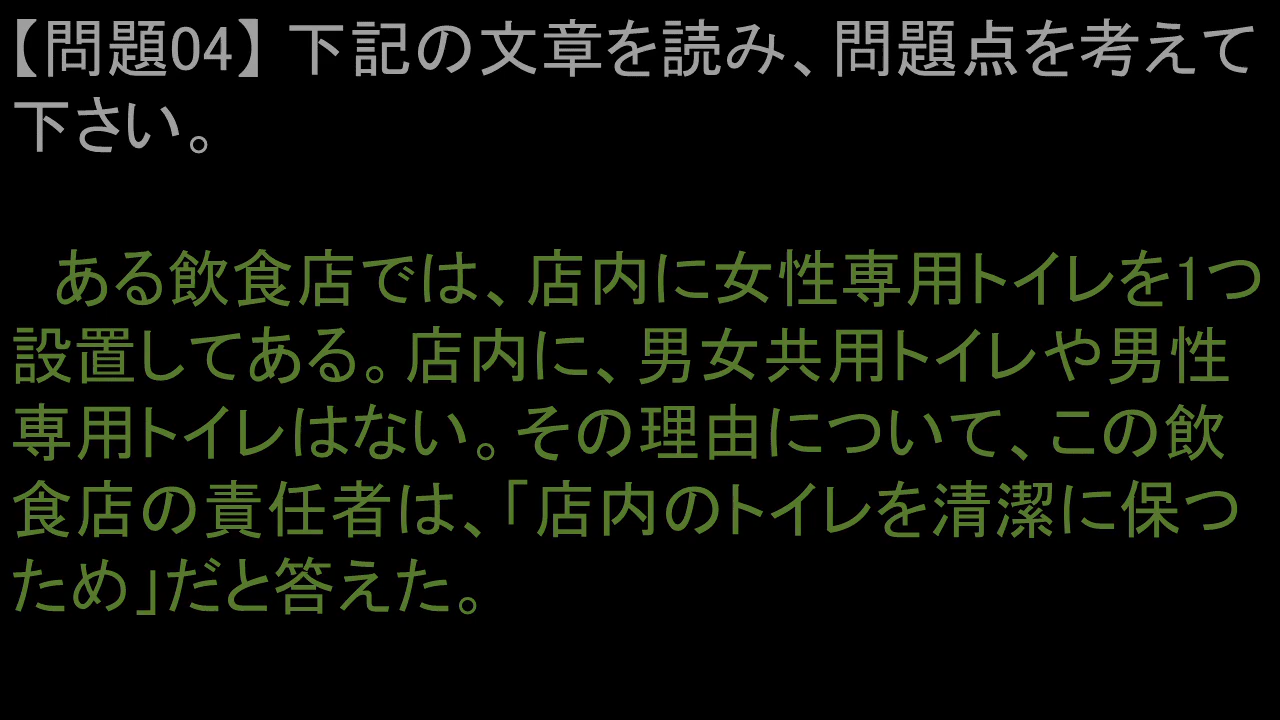 【問題04】 下記の文章を読み、問題点を考えて
下さい。
　ある飲食店では、店内に女性専用トイレを1つ
設置してある。店内に、男女共用トイレや男性
専用トイレはない。その理由について、この飲
食店の責任者は、「店内のトイレを清潔に保つ
ため」だと答えた。